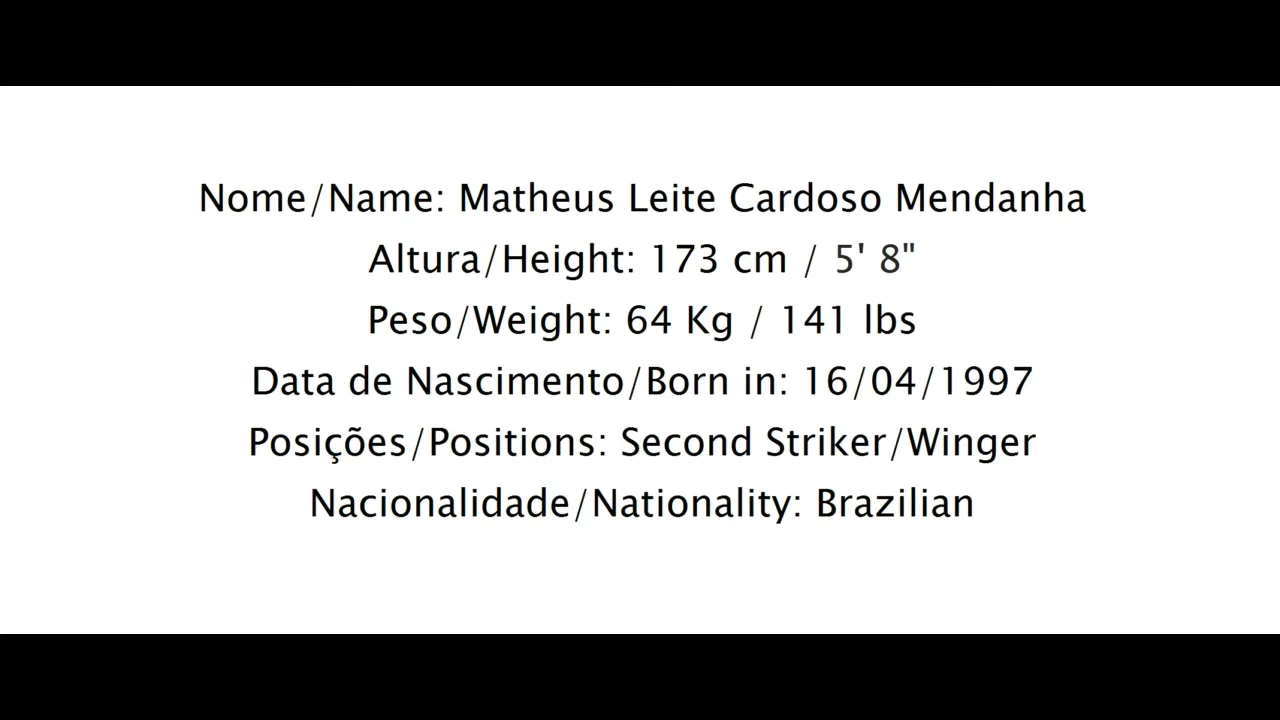 Nome/Name: Matheus Leite Cardoso Mendanha
Altura/Height: 173 cm / 5' 8"
Peso/Weight: 64 Kg / 141 lbs
Data de Nascimento/Born in: 16/04/1997
Posições/Positions: Second Striker/Winger
Nacionalidade/Nationality: Brazilian